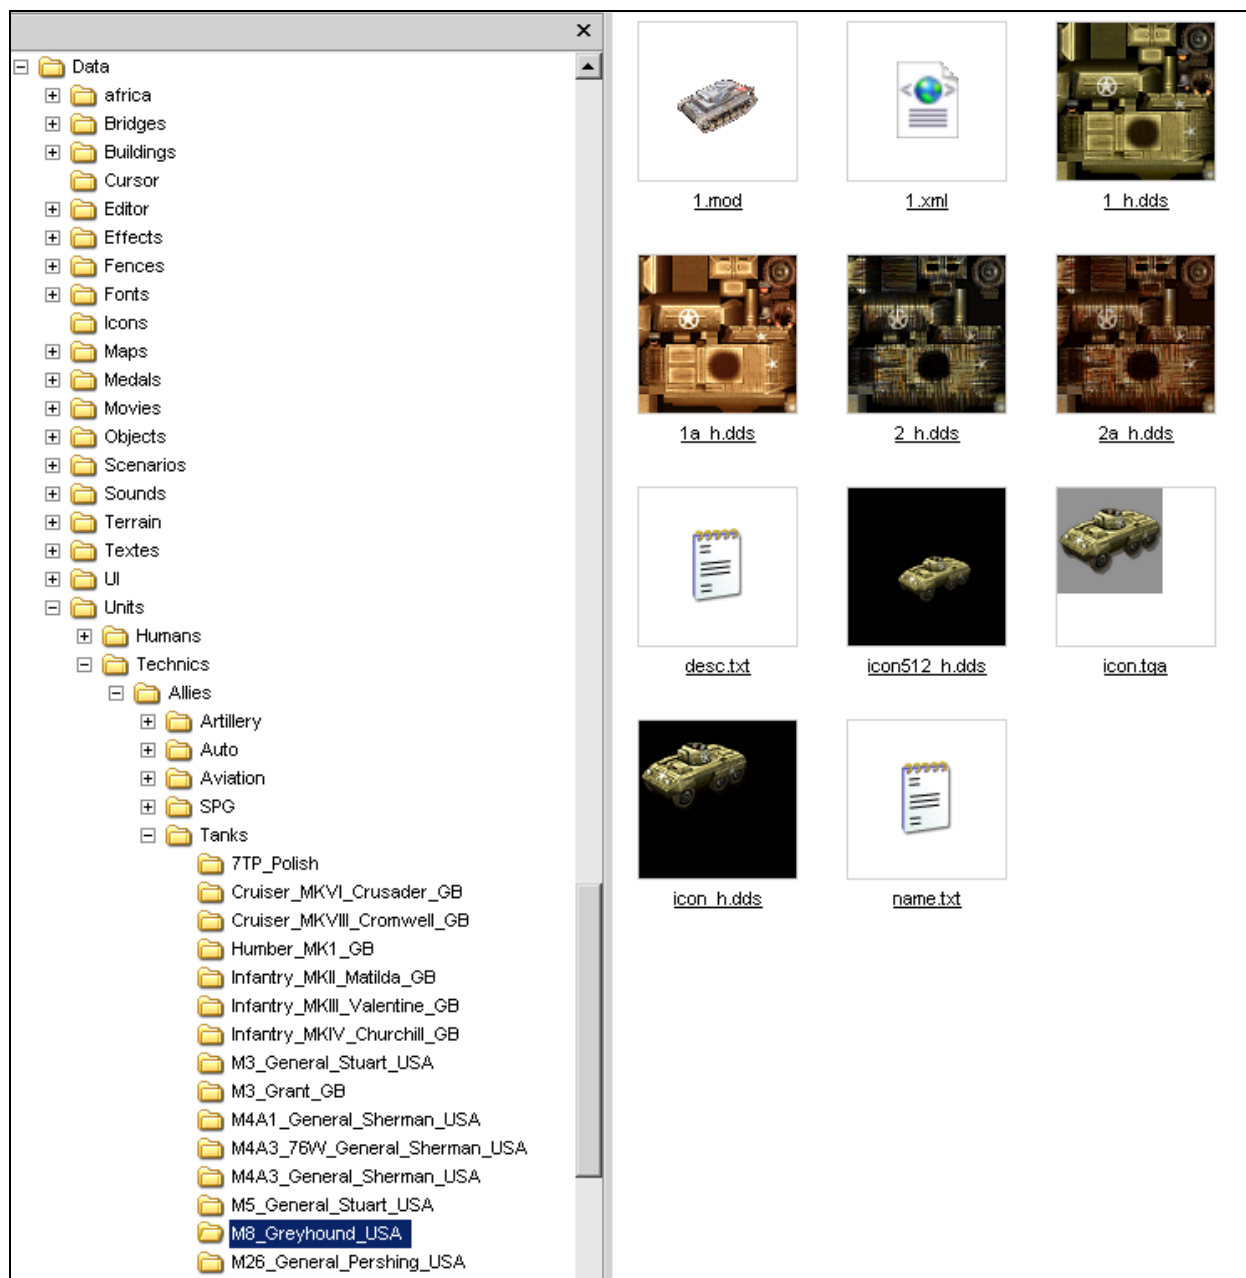 Data
africa
Bridges
Buildings
Cursor
Editor
Effects
Fences
Fonts
Icons
Maps
Medals
Movies
Objects
Scenarios
Sounds
Terrain
Textes
UI
Units
Humans
Technics
Allies
Artillery
Auto
Aviation
SPG
Tanks
7TP_Polish
Cruiser_MKVI_Crusader_GB
Cruiser_MKVIII_Cromwell_GB
Humber_MK1_GB
Infantry_MKII_Matilda_GB
Infantry_MKIII_Valentine_GB
Infantry_MKIV_Churchill_GB
M3_General_Stuart_USA
M3_Grant_GB
M4A1_General_Sherman_USA
M4A3_76W_General_Sherman_USA
M4A3_General_Sherman_USA
M5_General_Stuart_USA
M8_Greyhound_USA
M26_General_Pershing_USA
1.mod
1.xml
1_h.dds
1a_h.dds
2_h.dds
2a_h.dds
desc.txt
icon512_h.dds
icon.tga
icon_h.dds
name.txt